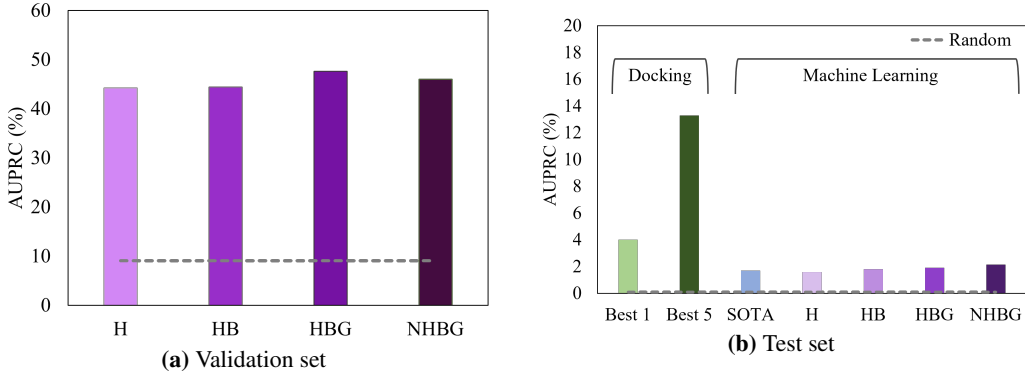 60
50
40
30
20
10
0
AUPRC (%)
H HB HBG NHBG
(a) Validation set
20
18
16
14
12
10
8
6
4
2
0
AUPRC (%)
Random
Docking Machine Learning
Best 1 Best 5 SOTA H HB HBG NHBG
(b) Test set